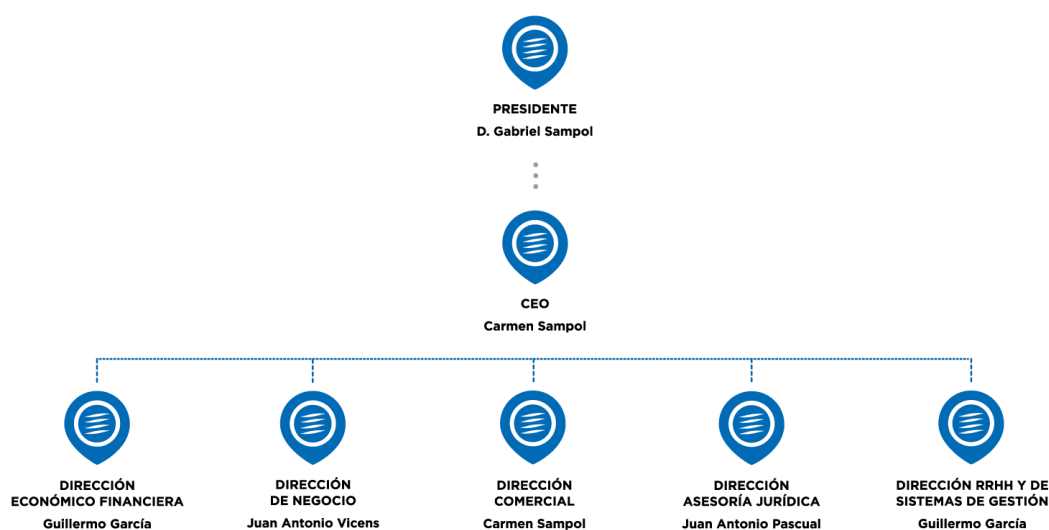 PRESIDENTE
D. Gabriel Sampol
CEO
Carmen Sampol
DIRECCIÓN
ECONÓMICO FINANCIERA
Guillermo García
DIRECCIÓN
DE NEGOCIO
Juan Antonio Vicens
DIRECCIÓN
COMERCIAL
Carmen Sampol
DIRECCIÓN
ASESORÍA JURÍDICA
Juan Antonio Pascual
DIRECCIÓN RRHH Y DE
SISTEMAS DE GESTIÓN
Guillermo García